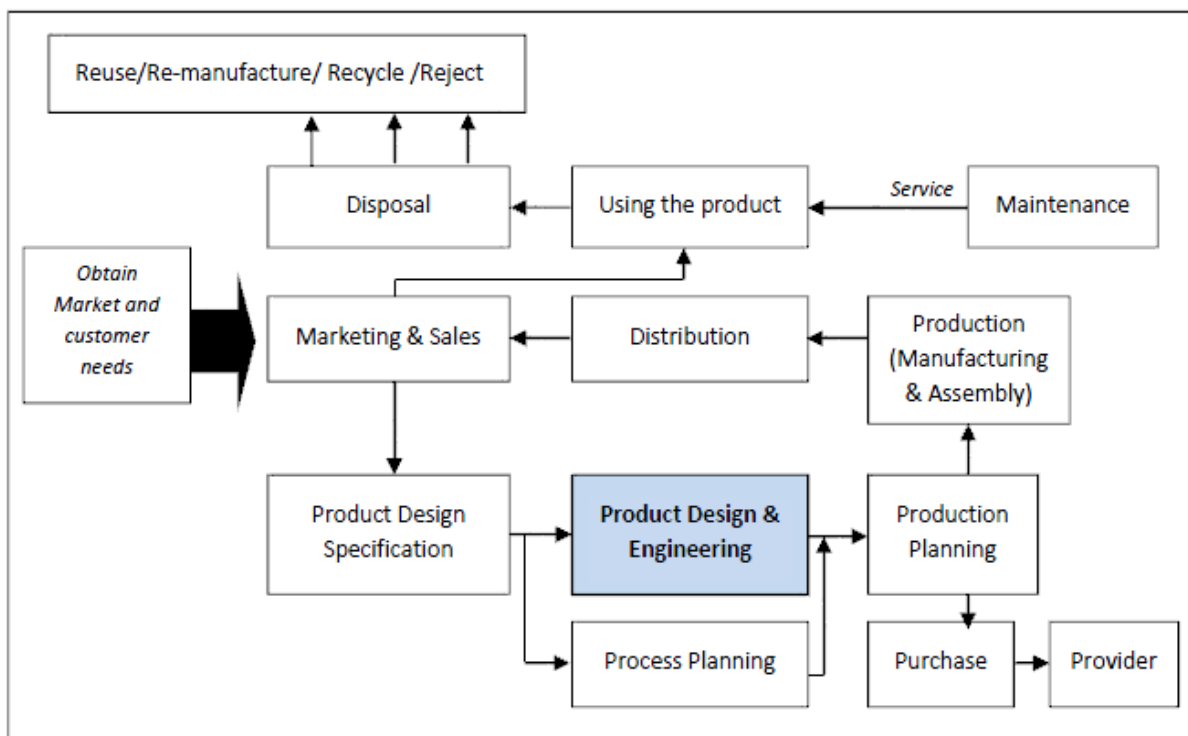 Reuse/Re-manufacture/ Recycle /Reject
Disposal
Using the product
Service
Maintenance
Obtain
Market and
customer
needs
Marketing & Sales
Distribution
Production
(Manufacturing
& Assembly)
Product Design
Specification
Product Design &
Engineering
Production
Planning
Process Planning
Purchase
Provider